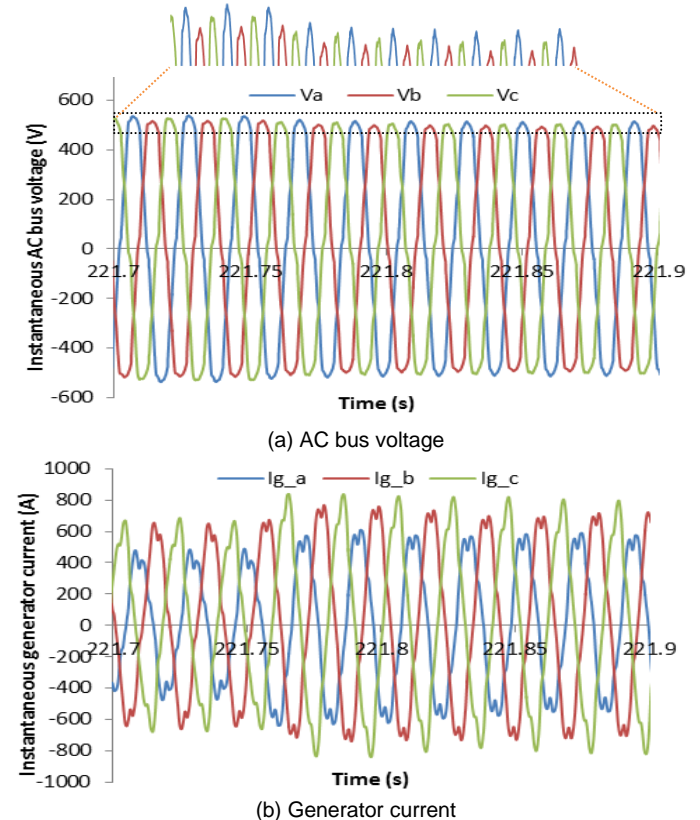 Va Vb Vc
Instantaneous AC bus voltage (V)
600
400
200
0
-200
-400
-600
221.7 221.75 221.8 221.85 221.9
Time (s)
(a) AC bus voltage
Ig_a Ig_b Ig_c
Instantaneous generator current (A)
1000
800
600
400
200
0
-200
-400
-600
-800
-1000
221.7 221.75 221.8 221.85 221.9
Time (s)
(b) Generator current